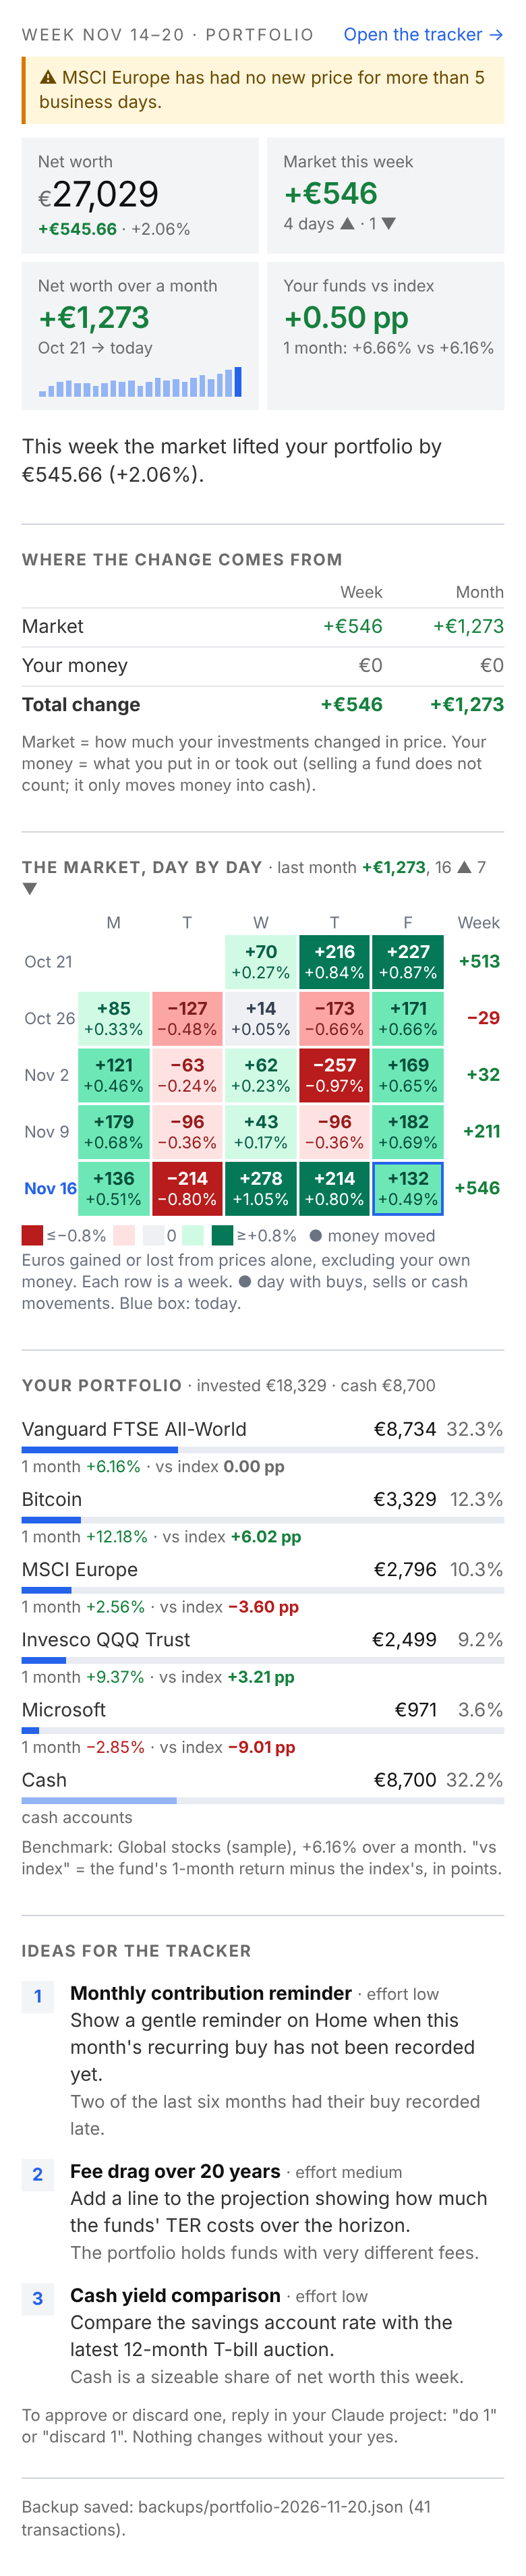 WEEK NOV 14–20 · PORTFOLIO Open the tracker →
⚠ MSCI Europe has had no new price for more than 5
business days.
Net worth
€27,029
+€545.66 · +2.06%
Market this week
+€546
4 days ▲ · 1 ▼
Net worth over a month
+€1,273
Oct 21 → today
Your funds vs index
+0.50 pp
1 month: +6.66% vs +6.16%
This week the market lifted your portfolio by
€545.66 (+2.06%).
WHERE THE CHANGE COMES FROM
Week Month
Market +€546 +€1,273
Your money €0 €0
Total change +€546 +€1,273
Market = how much your investments changed in price. Your
money = what you put in or took out (selling a fund does not
count; it only moves money into cash).
THE MARKET, DAY BY DAY · last month +€1,273, 16 ▲ 7
▼
M T W T F Week
Oct 21 +70 +216 +227 +513
+0.27% +0.84% +0.87%
Oct 26 +85 −127 +14 −173 +171 −29
+0.33% −0.48% +0.05% −0.66% +0.66%
Nov 2 +121 −63 +62 −257 +169 +32
+0.46% −0.24% +0.23% −0.97% +0.65%
Nov 9 +179 −96 +43 −96 +182 +211
+0.68% −0.36% +0.17% −0.36% +0.69%
Nov 16 +136 −214 +278 +214 +132 +546
+0.51% −0.80% +1.05% +0.80% +0.49%
≤−0.8% 0 ≥+0.8% ● money moved
Euros gained or lost from prices alone, excluding your own
money. Each row is a week. ● day with buys, sells or cash
movements. Blue box: today.
YOUR PORTFOLIO · invested €18,329 · cash €8,700
Vanguard FTSE All-World €8,734 32.3%
1 month +6.16% · vs index 0.00 pp
Bitcoin €3,329 12.3%
1 month +12.18% · vs index +6.02 pp
MSCI Europe €2,796 10.3%
1 month +2.56% · vs index −3.60 pp
Invesco QQQ Trust €2,499 9.2%
1 month +9.37% · vs index +3.21 pp
Microsoft €971 3.6%
1 month −2.85% · vs index −9.01 pp
Cash €8,700 32.2%
cash accounts
Benchmark: Global stocks (sample), +6.16% over a month. "vs
index" = the fund's 1-month return minus the index's, in points.
IDEAS FOR THE TRACKER
1 Monthly contribution reminder · effort low
Show a gentle reminder on Home when this
month's recurring buy has not been recorded
yet.
Two of the last six months had their buy recorded
late.
2 Fee drag over 20 years · effort medium
Add a line to the projection showing how much
the funds' TER costs over the horizon.
The portfolio holds funds with very different fees.
3 Cash yield comparison · effort low
Compare the savings account rate with the
latest 12-month T-bill auction.
Cash is a sizeable share of net worth this week.
To approve or discard one, reply in your Claude project: "do 1"
or "discard 1". Nothing changes without your yes.
Backup saved: backups/portfolio-2026-11-20.json (41
transactions).